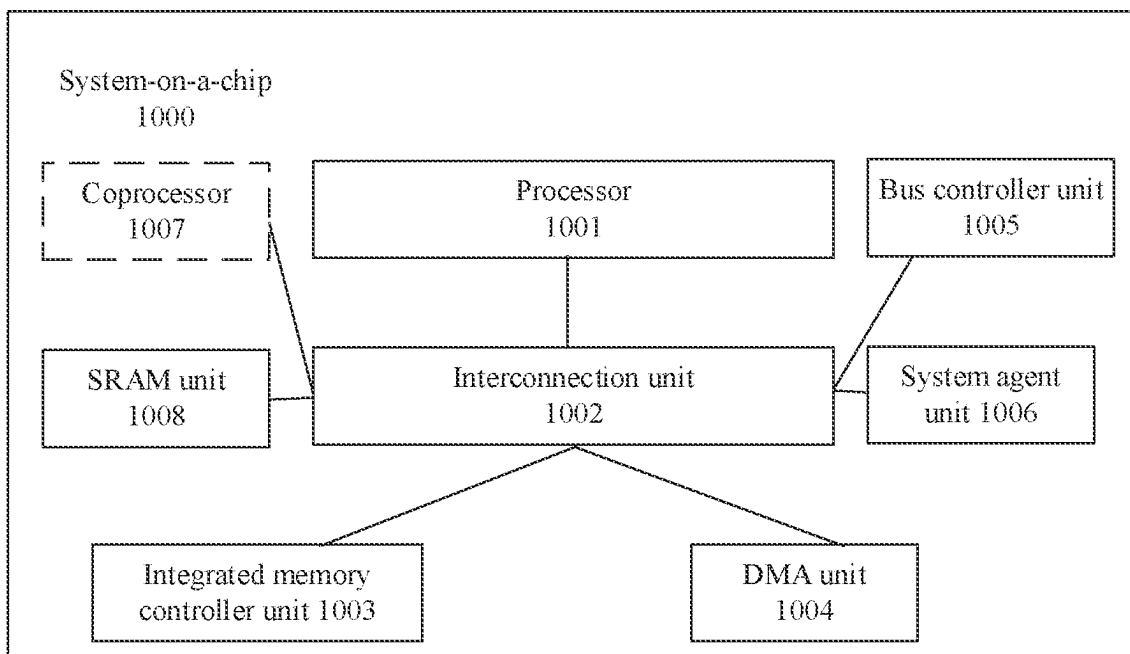 System-on-a-chip
1000
Coprocessor
1007
Processor
1001
Bus controller unit
1005
SRAM unit
1008
Interconnection unit
1002
System agent
unit 1006
Integrated memory
controller unit 1003
DMA unit
1004